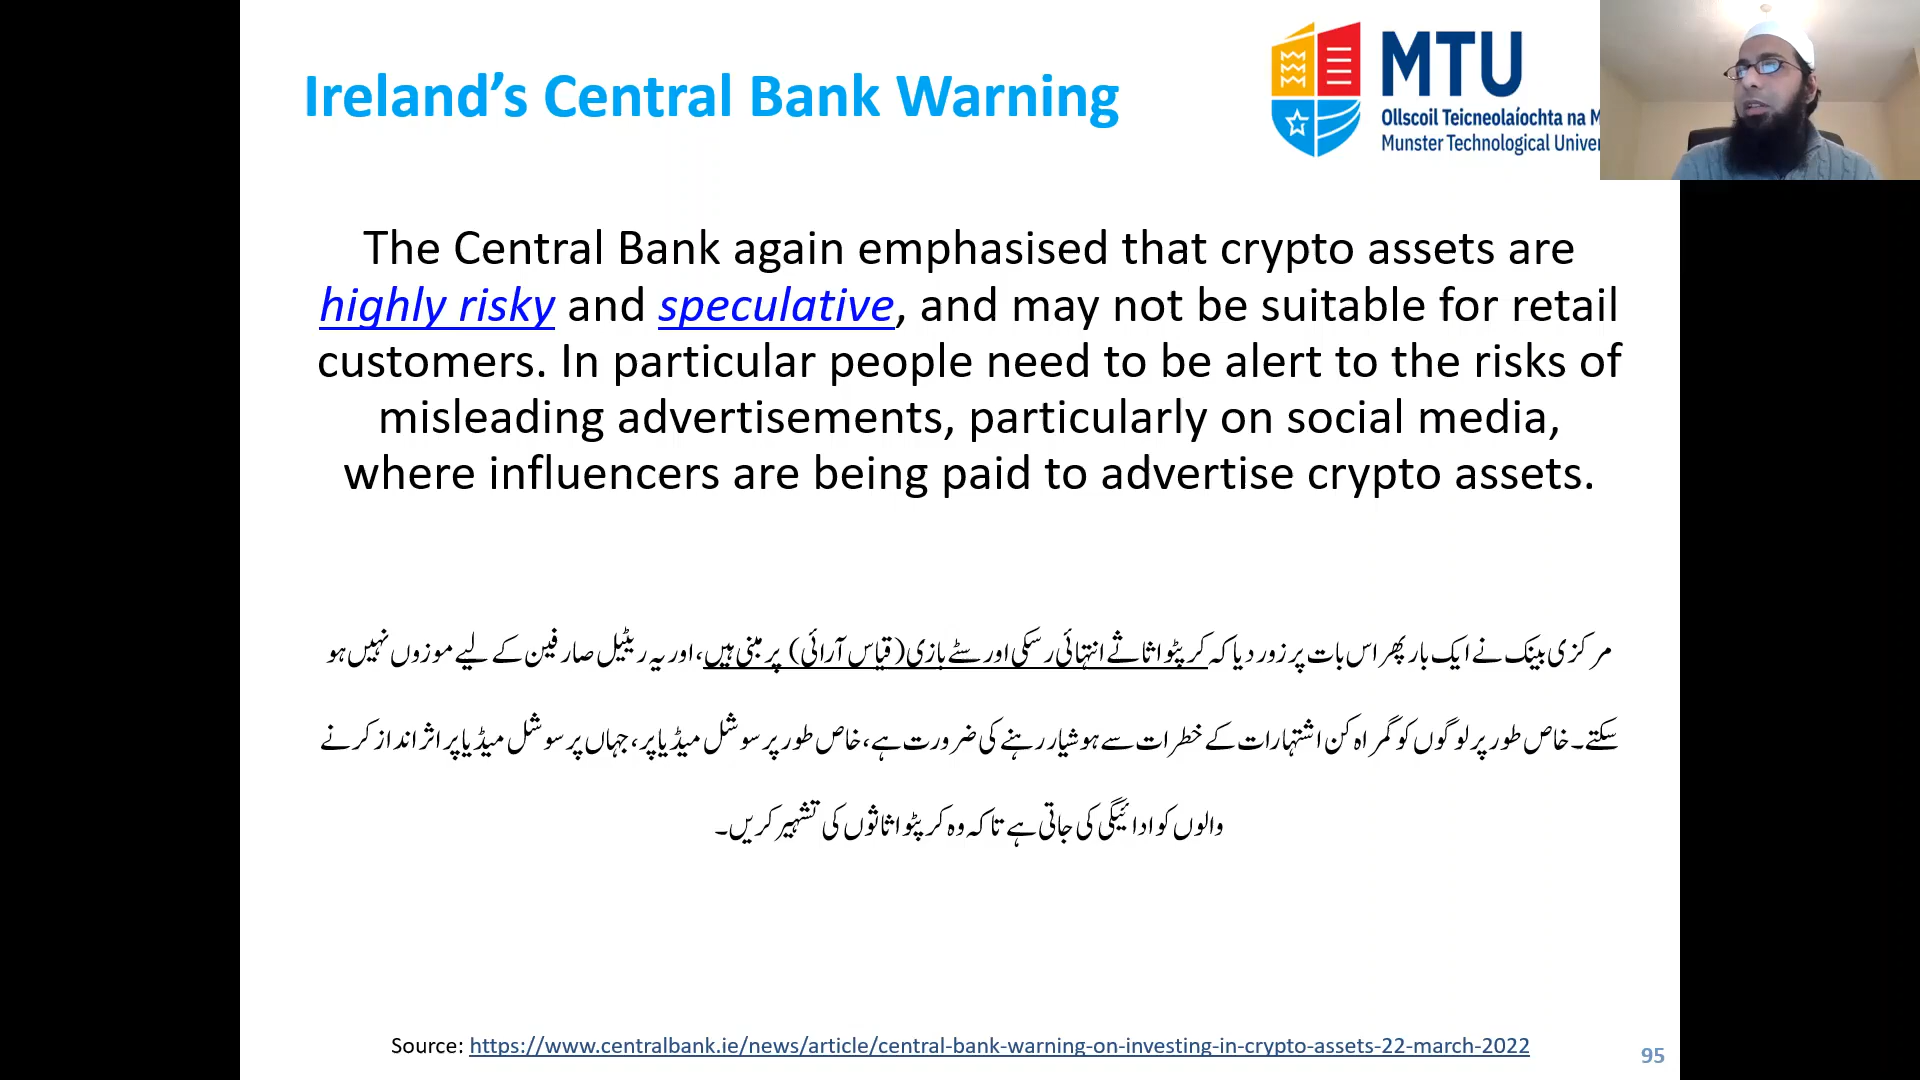 Ireland's Central Bank Warning
MTU
Ollscoil Teicneolaíochta na M
Munster Technological Univer
The Central Bank again emphasised that crypto assets are
highly risky and speculative, and may not be suitable for retail
customers. In particular people need to be alert to the risks of
misleading advertisements, particularly on social media,
where influencers are being paid to advertise crypto assets.
مرکزی بینک نے ایک بار پھر اس بات پر زور دیا کہ کرپٹو اثاثے انتہائی رسکی اور سٹے بازی (قیاس آرائی) پر مبنی ہیں، اور یہ ریٹیل صارفین کے لیے موزوں نہیں ہو
سکتے۔ خاص طور پر لوگوں کو گمراہ کن اشتہارات کے خطرات سے ہوشیار رہنے کی ضرورت ہے، خاص طور پر سوشل میڈیا پر، جہاں پر سوشل میڈیا پر اثر انداز کرنے
والوں کو ادائیگی کی جاتی ہے تاکہ وہ کرپٹو اثاثوں کی تشہیر کریں۔
Source: https://www.centralbank.ie/news/article/central-bank-warning-on-investing-in-crypto-assets-22-march-2022
95